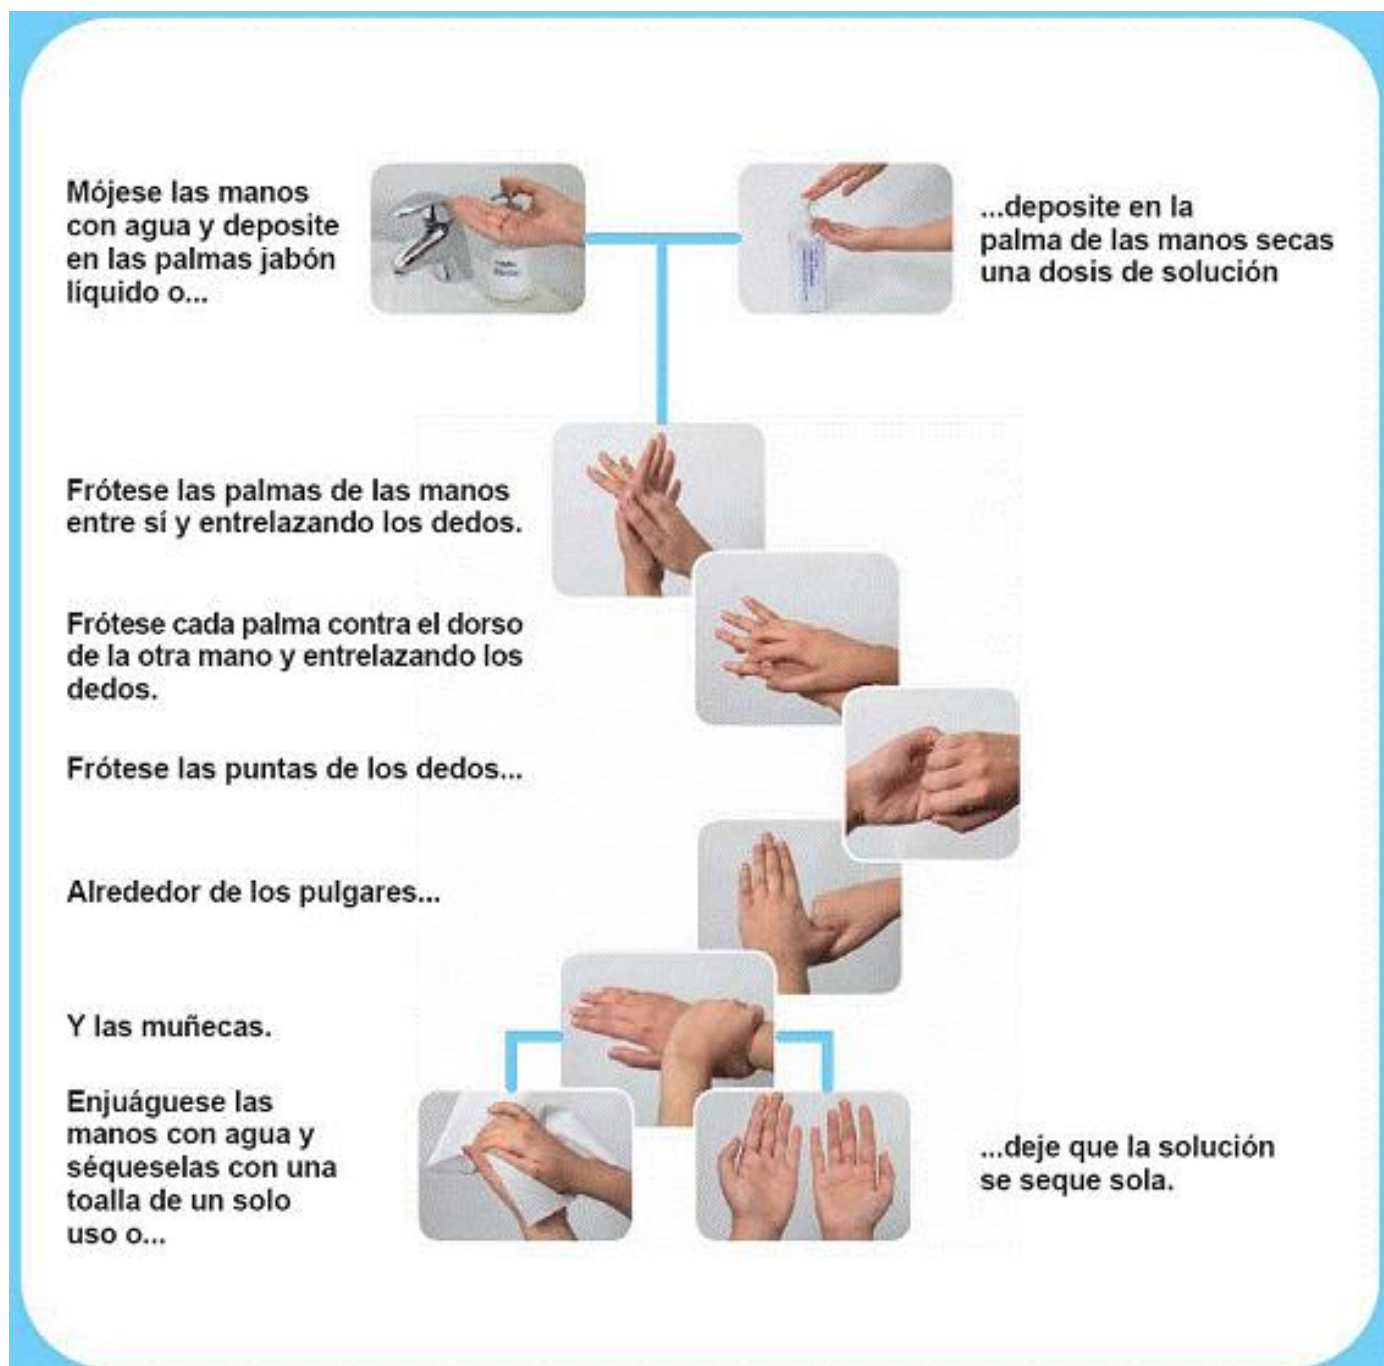 Mójese las manos
con agua y deposite
en las palmas jabón
líquido o...
...deposite en la
palma de las manos secas
una dosis de solución
Frótese las palmas de las manos
entre sí y entrelazando los dedos.
Frótese cada palma contra el dorso
de la otra mano y entrelazando los
dedos.
Frótese las puntas de los dedos...
Alrededor de los pulgares...
Y las muñecas.
Enjuáguese las
manos con agua y
séqueselas con una
toalla de un solo
uso o...
...deje que la solución
se seque sola.